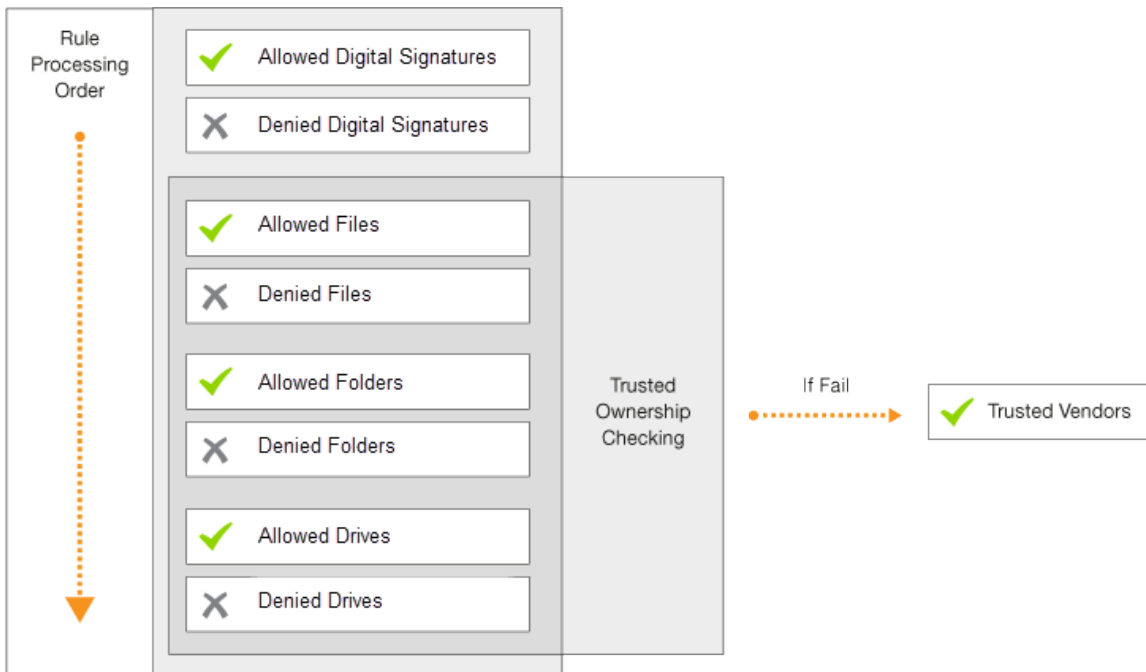 Rule
Processing
Order
Allowed Digital Signatures
Denied Digital Signatures
Allowed Files
Denied Files
Allowed Folders
Denied Folders
Allowed Drives
Denied Drives
Trusted
Ownership
Checking
If Fail
Trusted Vendors